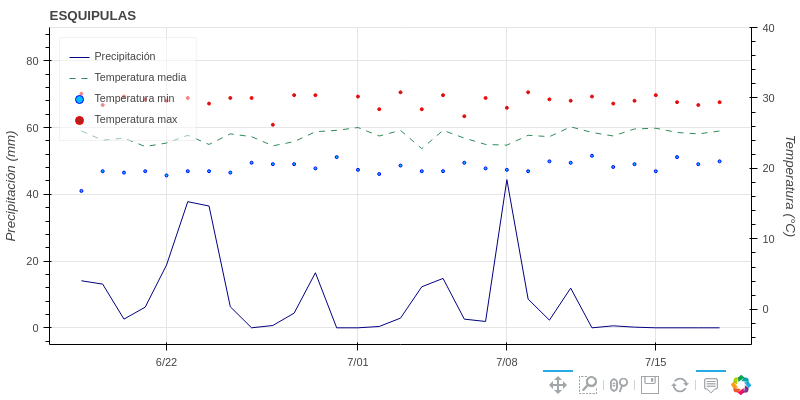 ESQUIPULAS
Precipitación
Temperatura media
Temperatura min
Temperatura max
Precipitación (mm)
80
60
40
20
0
Temperatura (°C)
40
30
20
10
0
6/22
7/01
7/08
7/15